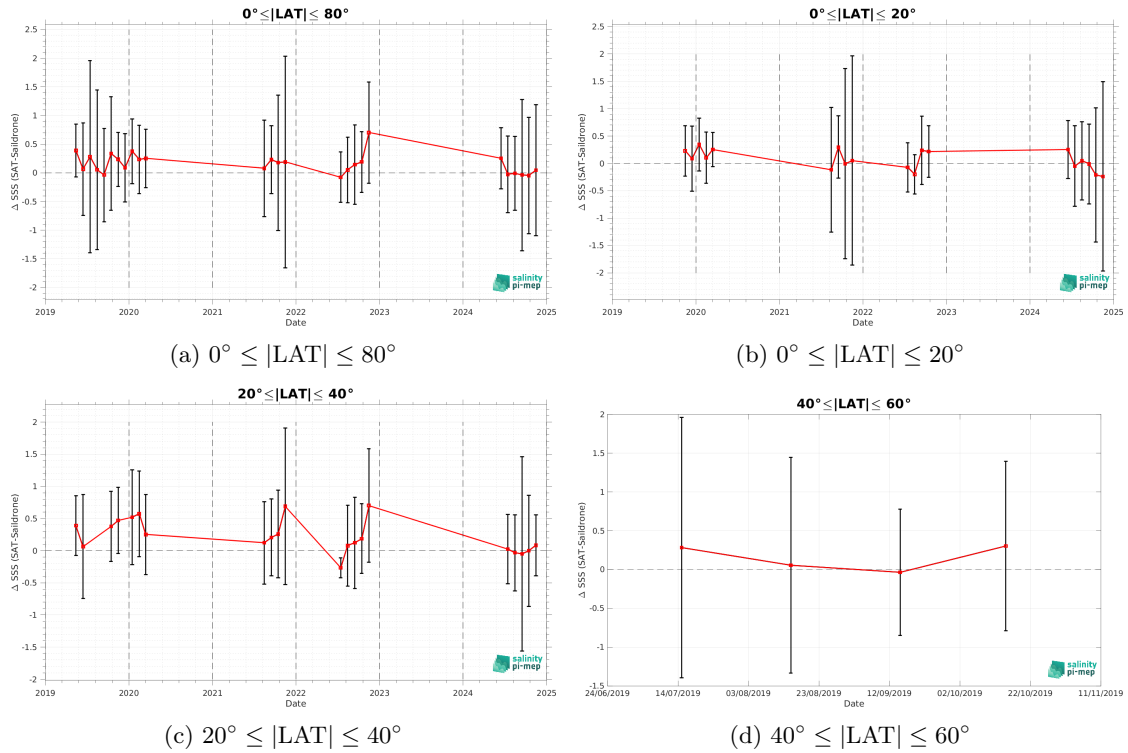 0°≤|LAT|≤ 80°
2.5
2
1.5
1
0.5
0
-0.5
-1
-1.5
-2
Δ SSS (SAT-Saildrone)
2019 2020 2021 2022 2023 2024 2025
Date
salinity
pi-mep
(a) 0° ≤ |LAT| ≤ 80°
0°≤|LAT|≤ 20°
2.5
2
1.5
1
0.5
0
-0.5
-1
-1.5
-2
Δ SSS (SAT-Saildrone)
2019 2020 2021 2022 2023 2024 2025
Date
salinity
pi-mep
(b) 0° ≤ |LAT| ≤ 20°
20°≤|LAT|≤ 40°
2
1.5
1
0.5
0
-0.5
-1
-1.5
-2
Δ SSS (SAT-Saildrone)
2019 2020 2021 2022 2023 2024 2025
Date
salinity
pi-mep
(c) 20° ≤ |LAT| ≤ 40°
40°≤|LAT|≤ 60°
2
1.5
1
0.5
0
-0.5
-1
-1.5
Δ SSS (SAT-Saildrone)
24/06/2019 14/07/2019 03/08/2019 23/08/2019 12/09/2019 02/10/2019 22/10/2019 11/11/2019
Date
salinity
pi-mep
(d) 40° ≤ |LAT| ≤ 60°